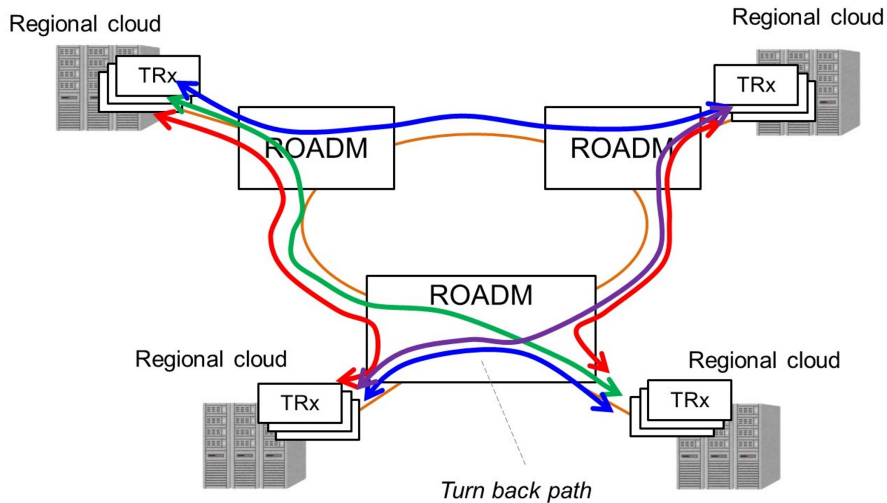 Regional cloud
Regional cloud
TRx
TRx
ROADM
ROADM
ROADM
Regional cloud
Regional cloud
TRx
TRx
Turn back path